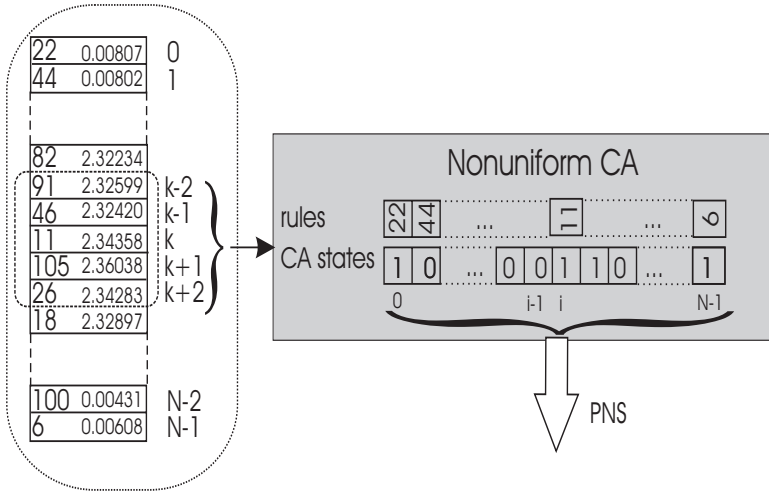 22 0.00807 0
44 0.00802 1
82 2.32234
91 2.32599 k-2
46 2.32420 k-1
11 2.34358 k
105 2.36038 k+1
26 2.34283 k+2
18 2.32897
100 0.00431 N-2
6 0.00608 N-1
Nonuniform CA
rules 22 44 ... 11 ... 6
CA states 1 0 ... 0 0 1 1 0 ... 1
0 i-1 i N-1
PNS